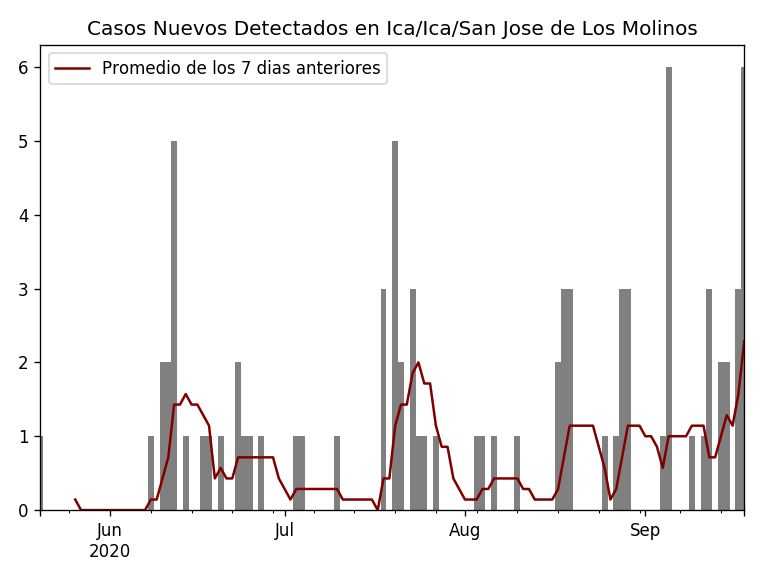 Casos Nuevos Detectados en Ica/Ica/San Jose de Los Molinos
Promedio de los 7 dias anteriores
6
5
4
3
2
1
0
Jun
2020
Jul
Aug
Sep